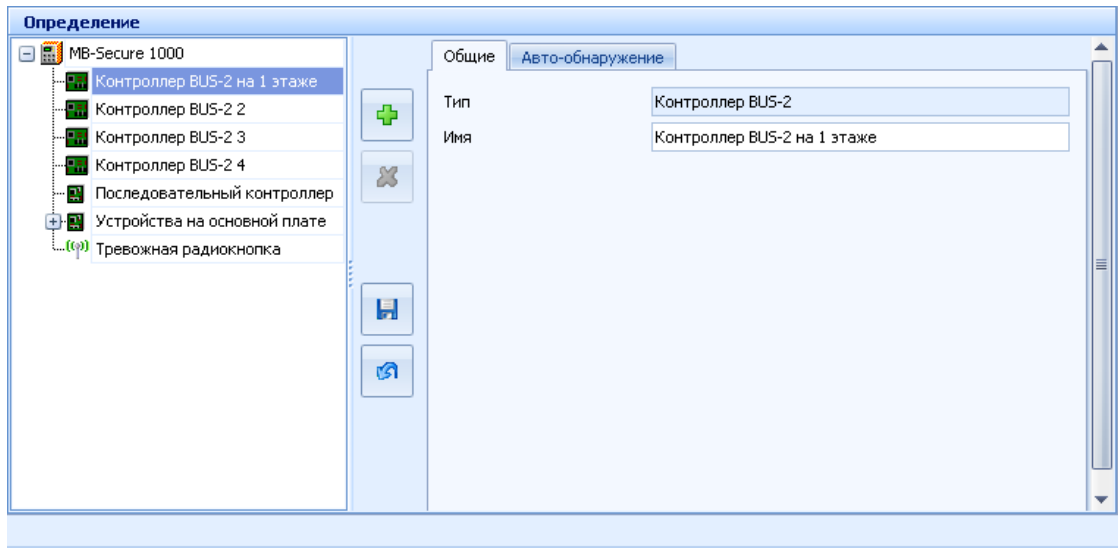 Определение
MB-Secure 1000
Контроллер BUS-2 на 1 этаже
Контроллер BUS-2 2
Контроллер BUS-2 3
Контроллер BUS-2 4
Последовательный контроллер
Устройства на основной плате
Тревожная радиокнопка
Общие Авто-обнаружение
Тип Контроллер BUS-2
Имя Контроллер BUS-2 на 1 этаже